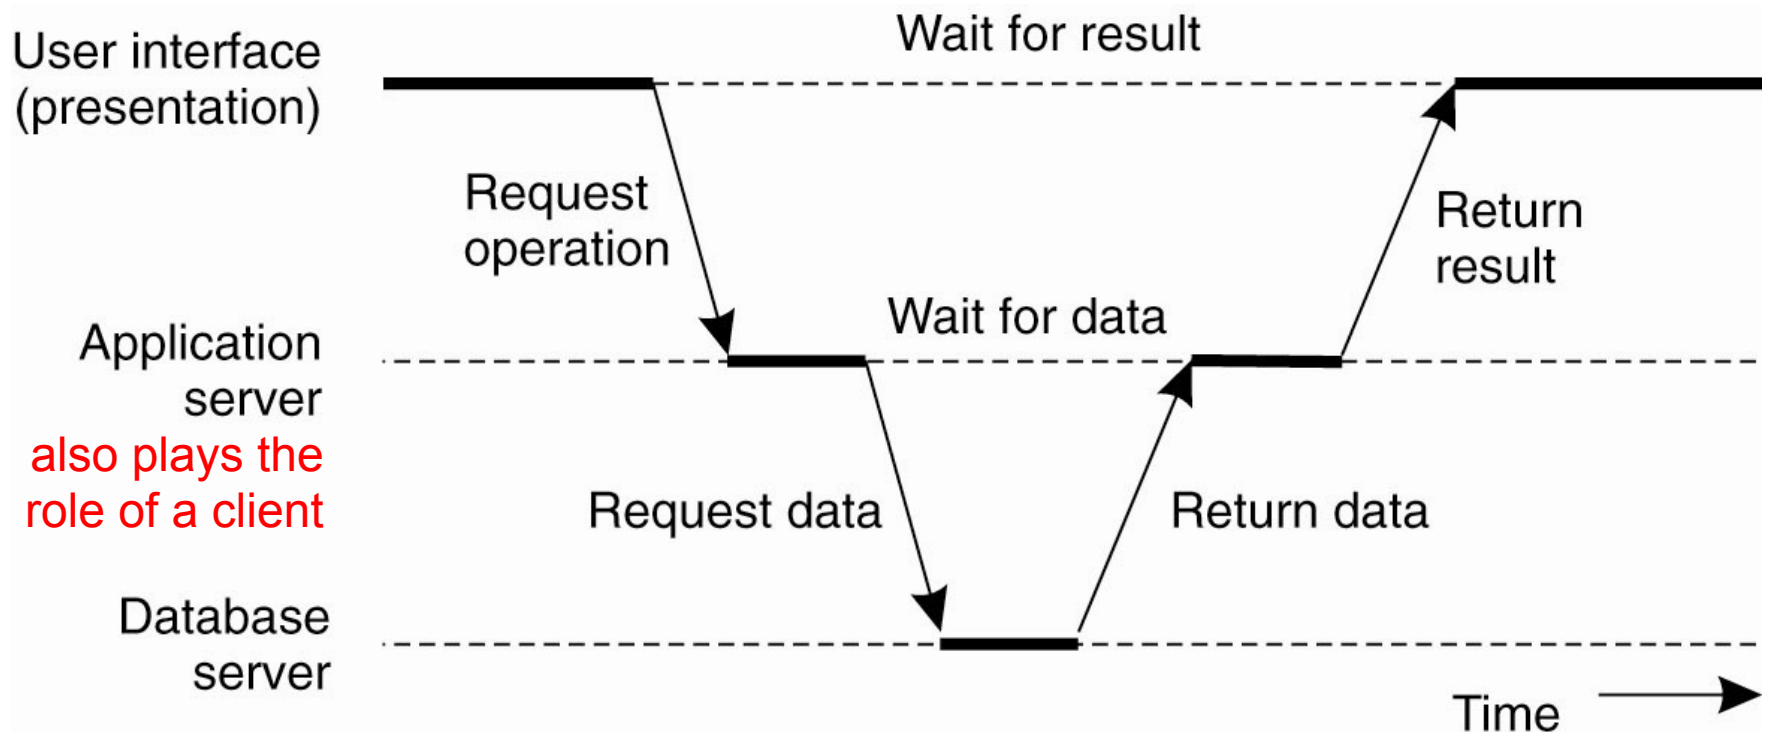 User interface
(presentation)
Wait for result
Request
operation
Return
result
Application
server
also plays the
role of a client
Wait for data
Request data
Return data
Database
server
Time